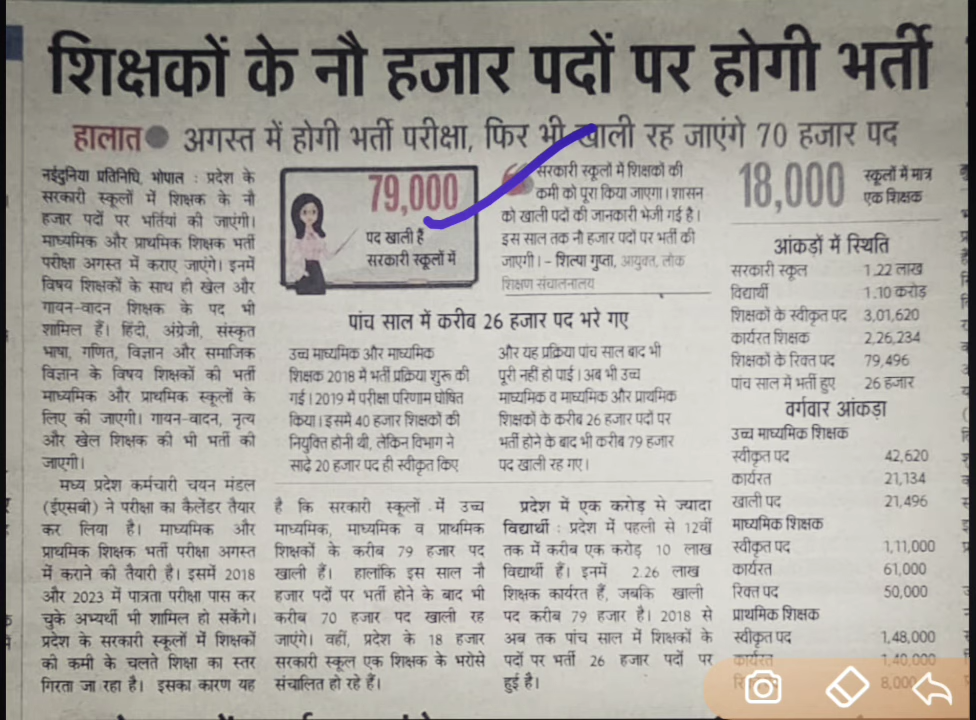 शिक्षकों के नौ हजार पदों पर होगी भर्ती
हालात अगस्त में होगी भर्ती परीक्षा, फिर भी खाली रह जाएंगे 70 हजार पद
नईदुनिया प्रतिनिधि, भोपाल : प्रदेश के
सरकारी स्कूलों में शिक्षक के नौ
हजार पदों पर भर्तियां की जाएंगी।
माध्यमिक और प्राथमिक शिक्षक भर्ती
परीक्षा अगस्त में कराए जाएंगे। इनमें
विषय शिक्षकों के साथ ही खेल और
गायन-वादन शिक्षक के पद भी
शामिल हैं। हिंदी, अंग्रेजी, संस्कृत
भाषा, गणित, विज्ञान और समाजिक
विज्ञान के विषय शिक्षकों की भर्ती
माध्यमिक और प्राथमिक स्कूलों के
लिए की जाएगी। गायन-वादन, नृत्य
और खेल शिक्षक की भी भर्ती की
जाएगी।
मध्य प्रदेश कर्मचारी चयन मंडल
(ईएसबी) ने परीक्षा का कैलेंडर तैयार
कर लिया है। माध्यमिक और
प्राथमिक शिक्षक भर्ती परीक्षा अगस्त
में कराने की तैयारी है। इसमें 2018
और 2023 में पात्रता परीक्षा पास कर
चुके अभ्यर्थी भी शामिल हो सकेंगे।
प्रदेश के सरकारी स्कूलों में शिक्षकों
की कमी के चलते शिक्षा का स्तर
गिरता जा रहा है। इसका कारण यह
79,000
पद खाली हैं
सरकारी स्कूलों में
सरकारी स्कूलों में शिक्षकों की
कमी को पूरा किया जाएगा। शासन
को खाली पदों की जानकारी भेजी गई है।
इस साल तक नौ हजार पदों पर भर्ती की
जाएगी। - शिल्पा गुप्ता, आयुक्त, लोक
शिक्षण संचालनालय
पांच साल में करीब 26 हजार पद भरे गए
उच्च माध्यमिक और माध्यमिक
शिक्षक 2018 में भर्ती प्रक्रिया शुरू की
गई। 2019 में परीक्षा परिणाम घोषित
किया। इसमें 40 हजार शिक्षकों की
नियुक्ति होनी थी, लेकिन विभाग ने
साढ़े 20 हजार पद ही स्वीकृत किए
और यह प्रक्रिया पांच साल बाद भी
पूरी नहीं हो पाई। अब भी उच्च
माध्यमिक व माध्यमिक और प्राथमिक
शिक्षकों के करीब 26 हजार पदों पर
भर्ती होने के बाद भी करीब 79 हजार
पद खाली रह गए।
है कि सरकारी स्कूलों में उच्च
माध्यमिक, माध्यमिक व प्राथमिक
शिक्षकों के करीब 79 हजार पद
खाली हैं। हालांकि इस साल नौ
हजार पदों पर भर्ती होने के बाद भी
करीब 70 हजार पद खाली रह
जाएंगे। वहीं, प्रदेश के 18 हजार
सरकारी स्कूल एक शिक्षक के भरोसे
संचालित हो रहे हैं।
प्रदेश में एक करोड़ से ज्यादा
विद्यार्थी : प्रदेश में पहली से 12वीं
तक में करीब एक करोड़ 10 लाख
विद्यार्थी हैं। इनमें 2.26 लाख
शिक्षक कार्यरत हैं, जबकि खाली
पद करीब 79 हजार है। 2018 से
अब तक पांच साल में शिक्षकों के
पदों पर भर्ती 26 हजार पदों पर
हुई है।
18,000 स्कूलों में मात्र
एक शिक्षक
आंकड़ों में स्थिति
सरकारी स्कूल 1.22 लाख
विद्यार्थी 1.10 करोड़
शिक्षकों के स्वीकृत पद 3,01,620
कार्यरत शिक्षक 2,26,234
शिक्षकों के रिक्त पद 79,496
पांच साल में भर्ती हुए 26 हजार
वर्गवार आंकड़ा
उच्च माध्यमिक शिक्षक
स्वीकृत पद 42,620
कार्यरत 21,134
खाली पद 21,496
माध्यमिक शिक्षक
स्वीकृत पद 1,11,000
कार्यरत 61,000
रिक्त पद 50,000
प्राथमिक शिक्षक
स्वीकृत पद 1,48,000
कार्यरत 1,40,000
8,000